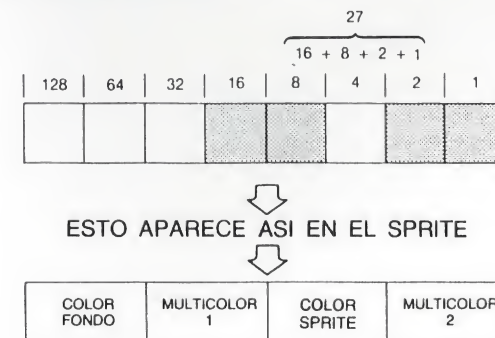 27
16 + 8 + 2 + 1
128 | 64 | 32 | 16 | 8 | 4 | 2 | 1
ESTO APARECE ASI EN EL SPRITE
COLOR FONDO MULTICOLOR 1 COLOR SPRITE MULTICOLOR 2